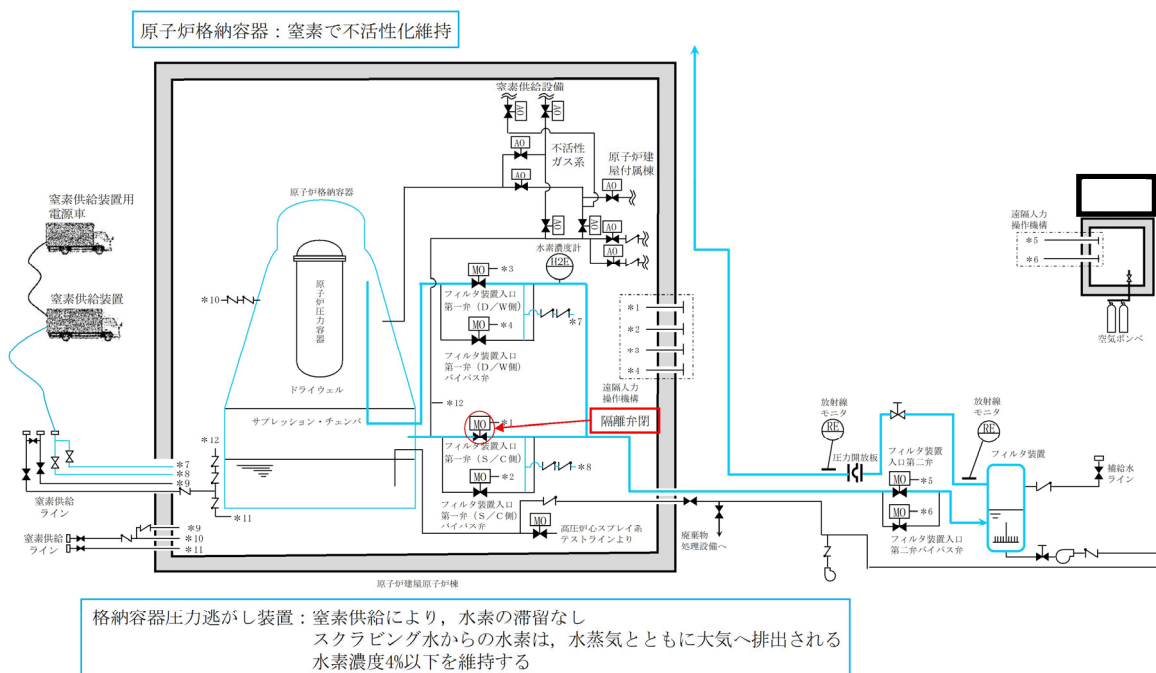 原子炉格納容器：窒素で不活性化維持
窒素供給設備
AO
AO
AO
不活性
ガス系
AO
原子炉建
屋付属棟
AO
AO
AO
AO
AO
水素濃度計
H2E
原子炉格納容器
原子炉圧力容器
ドライウェル
サプレッション・チェンバ
窒素供給装置用
電源車
窒素供給装置
*10
MO
*3
フィルタ装置入口
第一弁（D／W側）
MO
*4
*7
フィルタ装置入口
第一弁（D／W側）
バイパス弁
*12
MO
*1
隔離弁閉
フィルタ装置入口
第一弁（S／C側）
MO
*2
*8
フィルタ装置入口
第一弁（S／C側）
バイパス弁
MO
高圧炉心スプレイ系
テストラインより
*1
*2
*3
*4
遠隔人力
操作機構
遠隔人力
操作機構
*5
*6
空気ボンベ
放射線
モニタ
RE
圧力開放板
放射線
モニタ
RE
フィルタ装置
入口第二弁
MO
*5
MO
*6
フィルタ装置入口
第二弁バイパス弁
フィルタ装置
補給水
ライン
廃棄物
処理設備へ
*12
*7
*8
*9
*11
窒素供給
ライン
*9
*10
*11
窒素供給
ライン
原子炉建屋原子炉棟
格納容器圧力逃がし装置：窒素供給により，水素の滞留なし
スクラビング水からの水素は，水蒸気とともに大気へ排出される
水素濃度4%以下を維持する